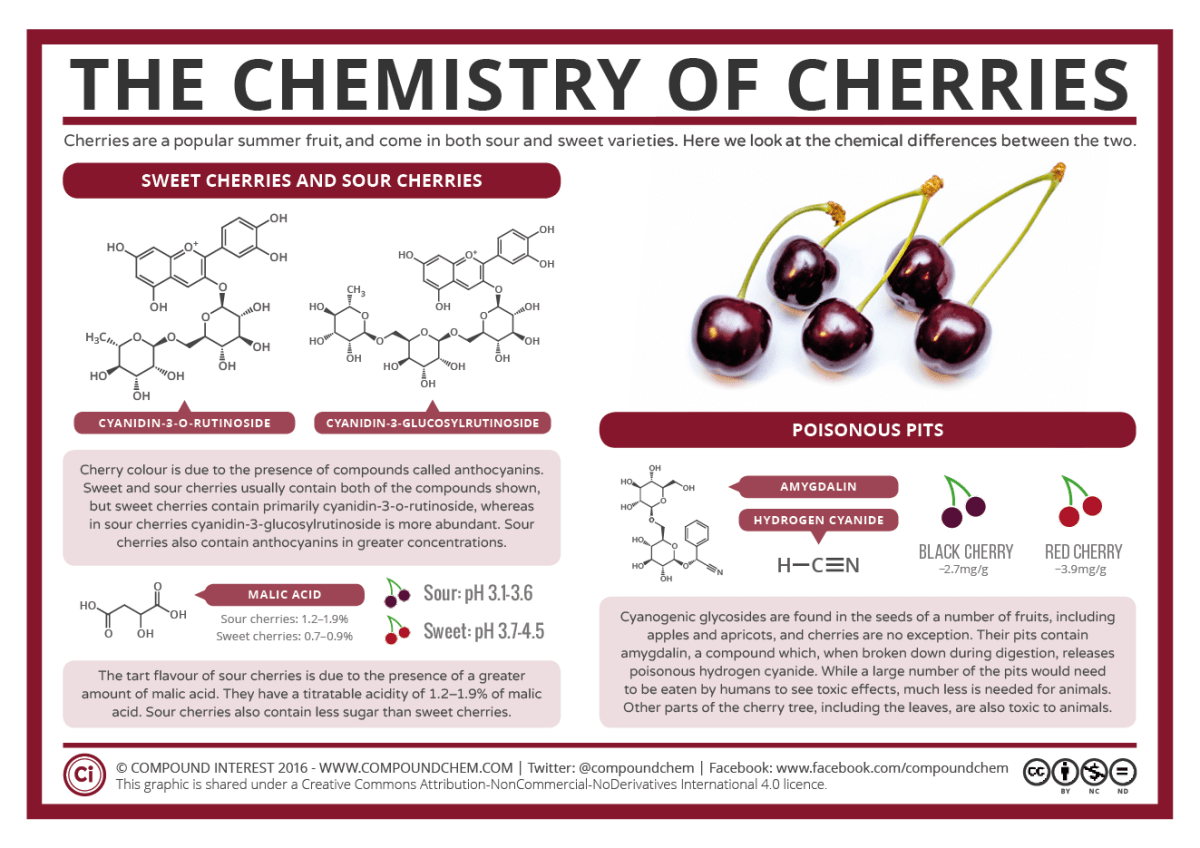 THE CHEMISTRY OF CHERRIES
Cherries are a popular summer fruit, and come in both sour and sweet varieties. Here we look at the chemical differences between the two.
SWEET CHERRIES AND SOUR CHERRIES
OH
HO
O+
OH
OH
O
O
OH
H3C
O
O
OH
OH
HO
OH
OH
OH
HO
O+
OH
OH
O
CH3
HO
O
O
OH
HO
O
O
O
OH
OH
HO
OH
OH
OH
CYANIDIN-3-O-RUTINOSIDE
CYANIDIN-3-GLUCOSYLRUTINOSIDE
Cherry colour is due to the presence of compounds called anthocyanins.
Sweet and sour cherries usually contain both of the compounds shown,
but sweet cherries contain primarily cyanidin-3-o-rutinoside, whereas
in sour cherries cyanidin-3-glucosylrutinoside is more abundant. Sour
cherries also contain anthocyanins in greater concentrations.
O
HO
OH
O
OH
MALIC ACID
Sour cherries: 1.2–1.9%
Sweet cherries: 0.7–0.9%
Sour: pH 3.1-3.6
Sweet: pH 3.7-4.5
The tart flavour of sour cherries is due to the presence of a greater
amount of malic acid. They have a titratable acidity of 1.2–1.9% of malic
acid. Sour cherries also contain less sugar than sweet cherries.
POISONOUS PITS
OH
HO
OH
HO
O
O
HO
O
HO
O
N
OH
AMYGDALIN
HYDROGEN CYANIDE
H–C≡N
BLACK CHERRY
~2.7mg/g
RED CHERRY
~3.9mg/g
Cyanogenic glycosides are found in the seeds of a number of fruits, including
apples and apricots, and cherries are no exception. Their pits contain
amygdalin, a compound which, when broken down during digestion, releases
poisonous hydrogen cyanide. While a large number of the pits would need
to be eaten by humans to see toxic effects, much less is needed for animals.
Other parts of the cherry tree, including the leaves, are also toxic to animals.
Ci
© COMPOUND INTEREST 2016 - WWW.COMPOUNDCHEM.COM | Twitter: @compoundchem | Facebook: www.facebook.com/compoundchem
This graphic is shared under a Creative Commons Attribution-NonCommercial-NoDerivatives International 4.0 licence.
cc
BY
NC
ND